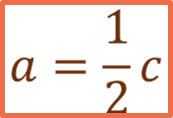 a = 1/2 c